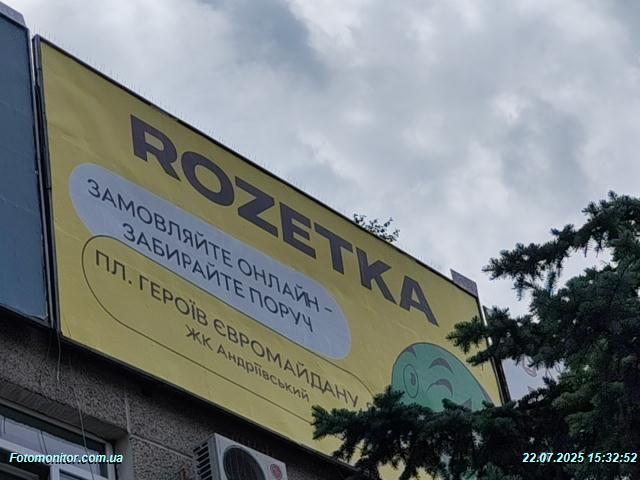 ROZETKA
ЗАМОВЛЯЙТЕ ОНЛАЙН -
ЗАБИРАЙТЕ ПОРУЧ
ПЛ. ГЕРОЇВ ЄВРОМАЙДАНУ
ЖК Андріївський
Fotomonitor.com.ua
22.07.2025 15:32:52